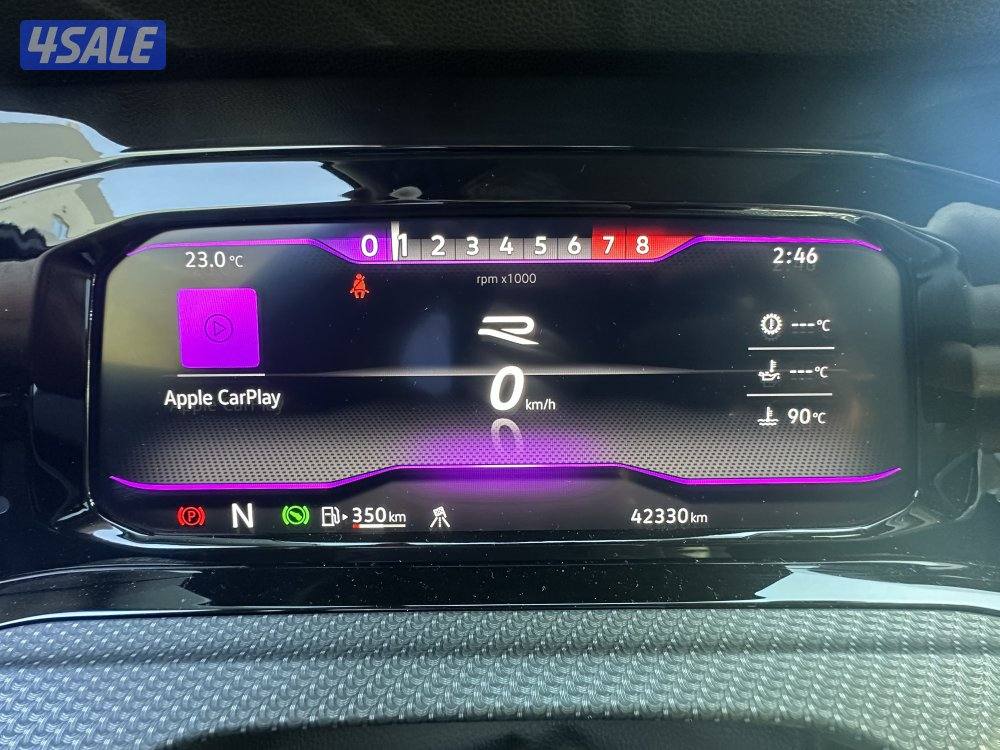 4SALE
0 1 2 3 4 5 6 7 8
23.0 °C
2:46
rpm x1000
---°C
R
---°C
0 km/h
Apple CarPlay
90°C
P N 350 km
42330 km